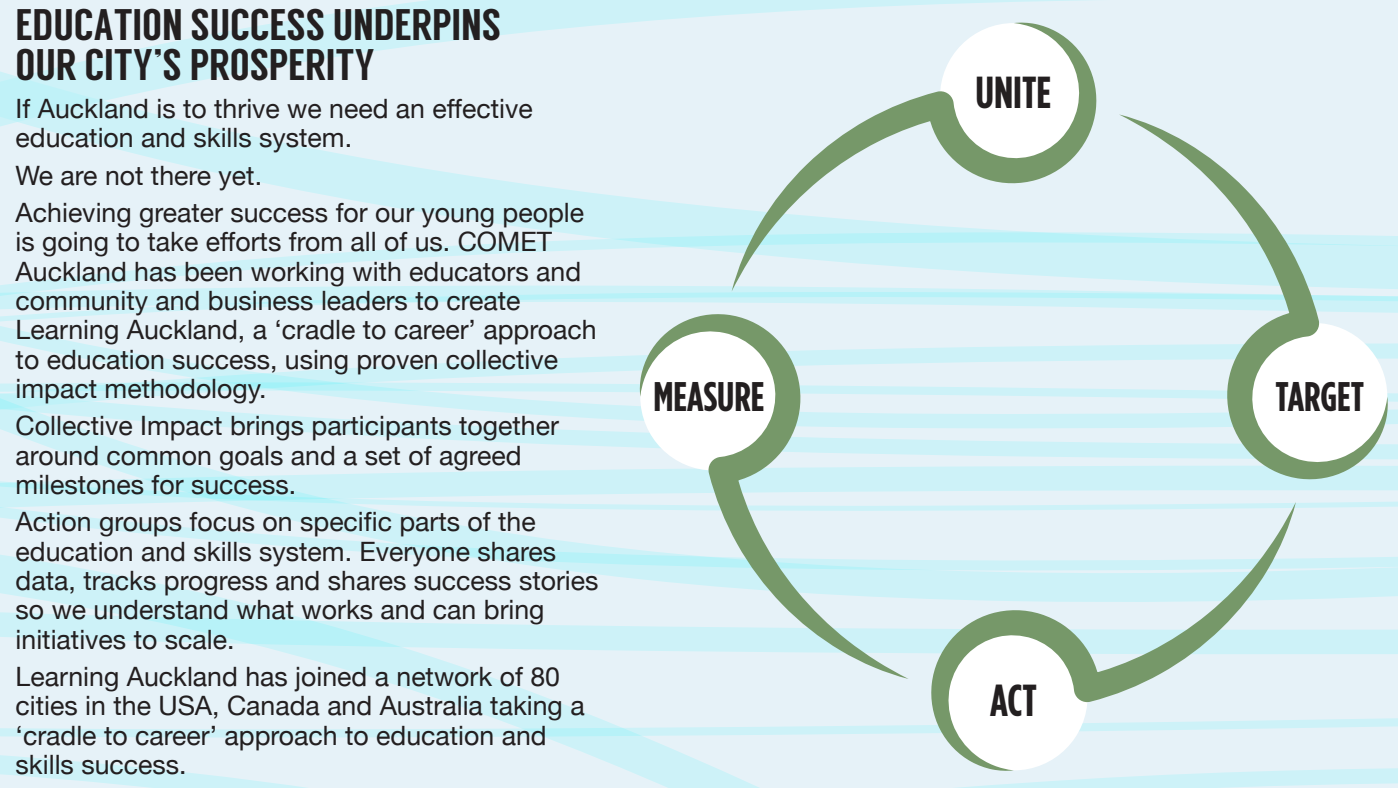 EDUCATION SUCCESS UNDERPINS
OUR CITY’S PROSPERITY
If Auckland is to thrive we need an effective
education and skills system.
We are not there yet.
Achieving greater success for our young people
is going to take efforts from all of us. COMET
Auckland has been working with educators and
community and business leaders to create
Learning Auckland, a ‘cradle to career’ approach
to education success, using proven collective
impact methodology.
Collective Impact brings participants together
around common goals and a set of agreed
milestones for success.
Action groups focus on specific parts of the
education and skills system. Everyone shares
data, tracks progress and shares success stories
so we understand what works and can bring
initiatives to scale.
Learning Auckland has joined a network of 80
cities in the USA, Canada and Australia taking a
‘cradle to career’ approach to education and
skills success.
UNITE
TARGET
ACT
MEASURE